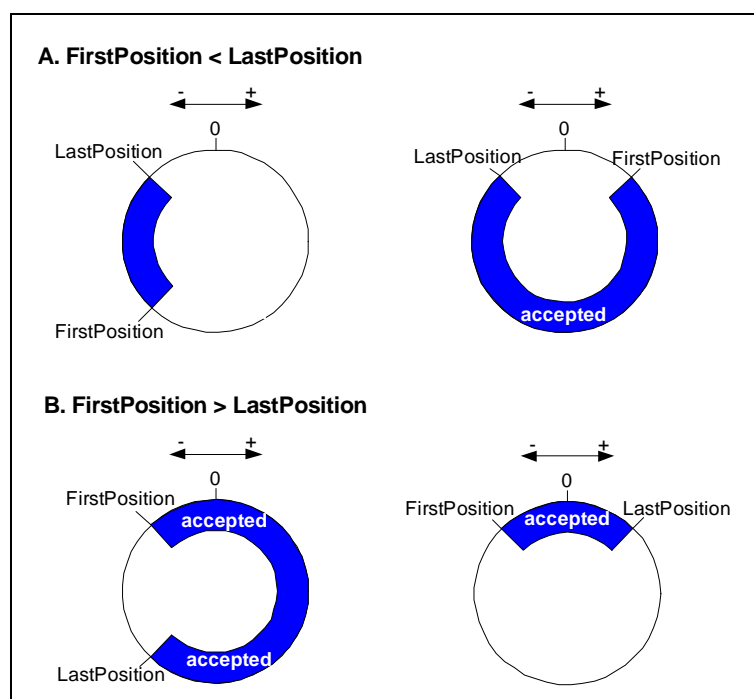 A. FirstPosition < LastPosition
- +
0
LastPosition
FirstPosition
- +
0
LastPosition
FirstPosition
accepted
B. FirstPosition > LastPosition
- +
0
FirstPosition
accepted
LastPosition
accepted
- +
0
FirstPosition
accepted
LastPosition